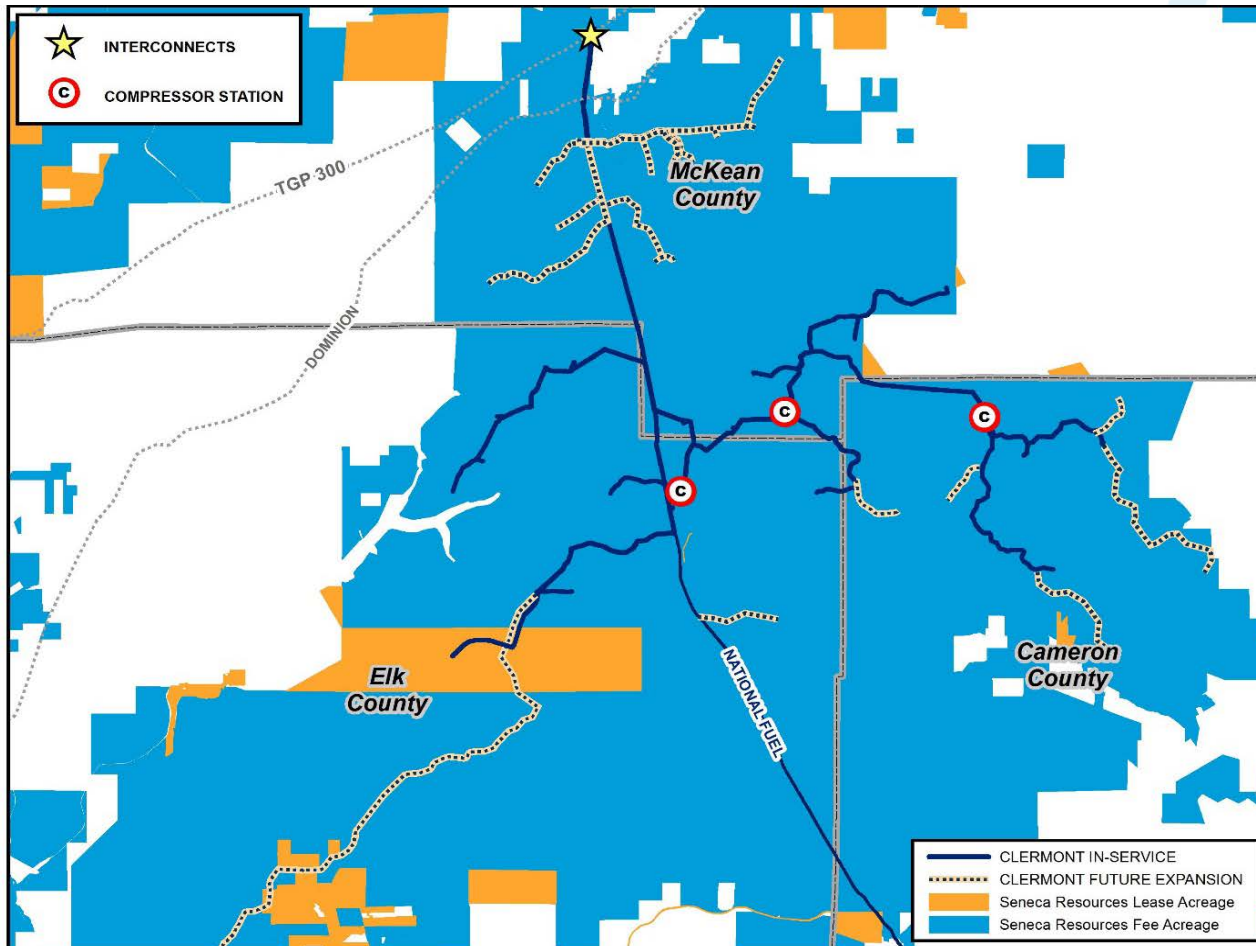 INTERCONNECTS
C
COMPRESSOR STATION
TGP 300
McKean
County
DOMINION
C
C
C
Elk
County
NATIONAL FUEL
Cameron
County
CLERMONT IN-SERVICE
CLERMONT FUTURE EXPANSION
Seneca Resources Lease Acreage
Seneca Resources Fee Acreage